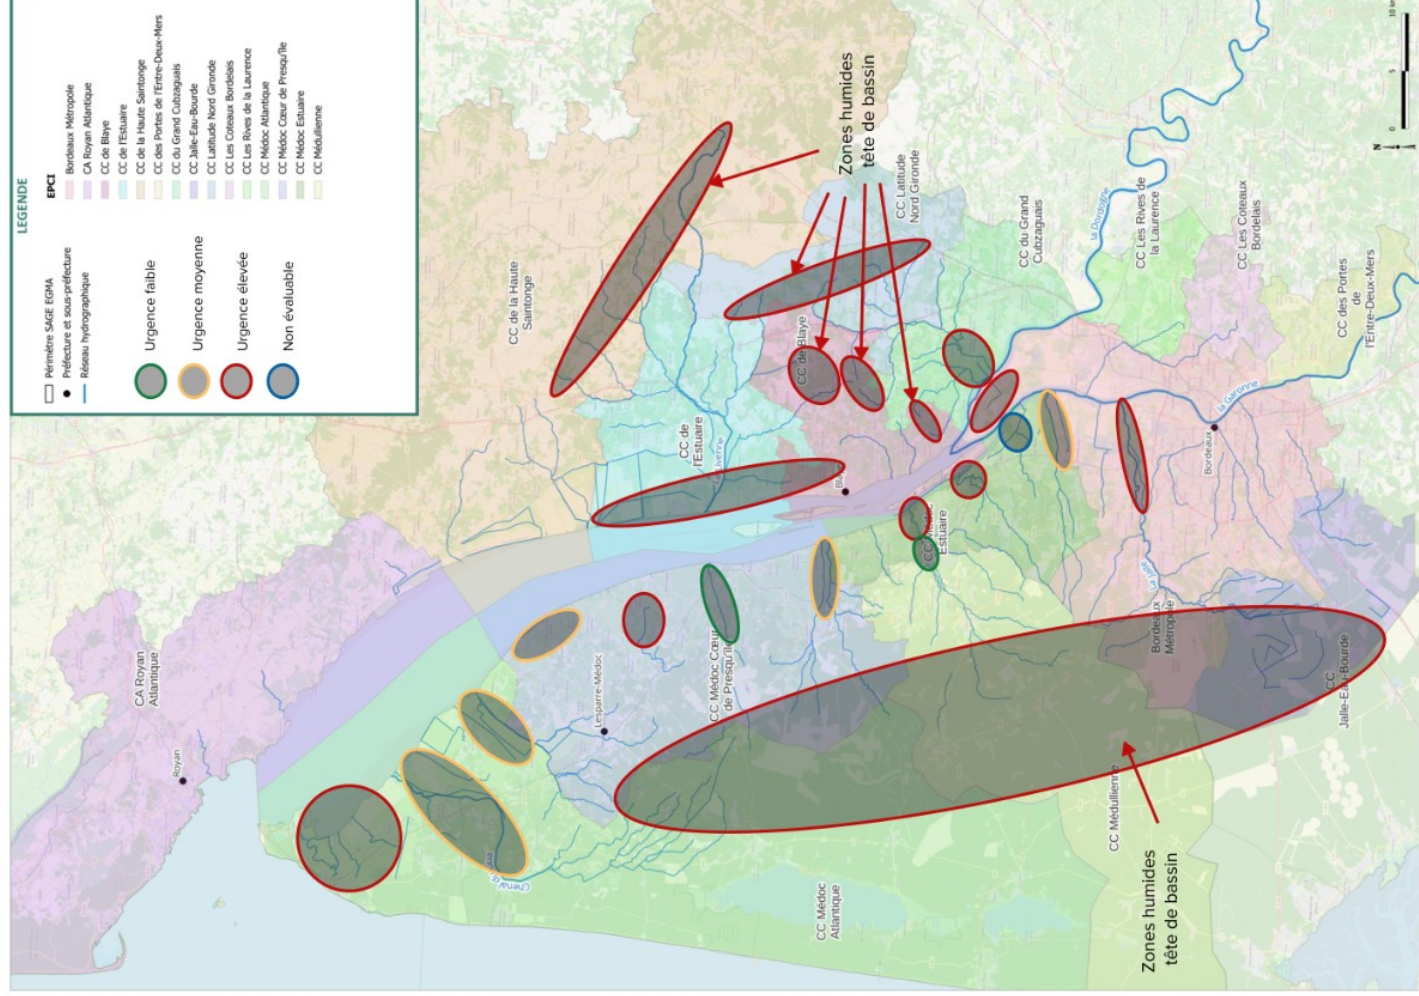 LEGENDE
Périmètre SAGE EGMA
Préfecture et sous-préfecture
Réseau hydrographique
Urgence faible
Urgence moyenne
Urgence élevée
Non évaluable
EPCI
Bordeaux Métropole
CA Royan Atlantique
CC de Blaye
CC de l'Estuaire
CC de la Haute Saintonge
CC des Portes de l'Entre-Deux-Mers
CC du Grand Cubzaguais
CC Jalle-Eau-Bourde
CC Latitude Nord Gironde
CC Les Coteaux Bordelais
CC Les Rives de la Laurence
CC Médoc Atlantique
CC Médoc Cœur de Presqu'île
CC Médoc Estuaire
CC Médullienne
CA Royan
Atlantique
Royan
CC de la Haute
Saintonge
Zones humides
tête de bassin
CC Latitude
Nord Gironde
CC de
l'Estuaire
CC de Blaye
CC du Grand
Cubzaguais
la Dordogne
CC Les Rives de
la Laurence
CC Les Coteaux
Bordelais
CC des Portes
de
l'Entre-Deux-Mers
la Garonne
Bordeaux
Lesparre-Médoc
CC Médoc Cœur
de Presqu'île
CC Médoc
Estuaire
Bordeaux
Métropole
CC
Jalle-Eau-Bourde
CC Médullienne
CC Médoc
Atlantique
Zones humides
tête de bassin
N
0 5 10 km